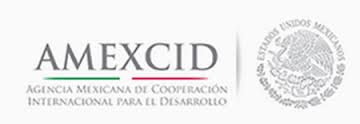 AMEXCID
AGENCIA MEXICANA DE COOPERACIÓN
INTERNACIONAL PARA EL DESARROLLO
ESTADOS UNIDOS MEXICANOS